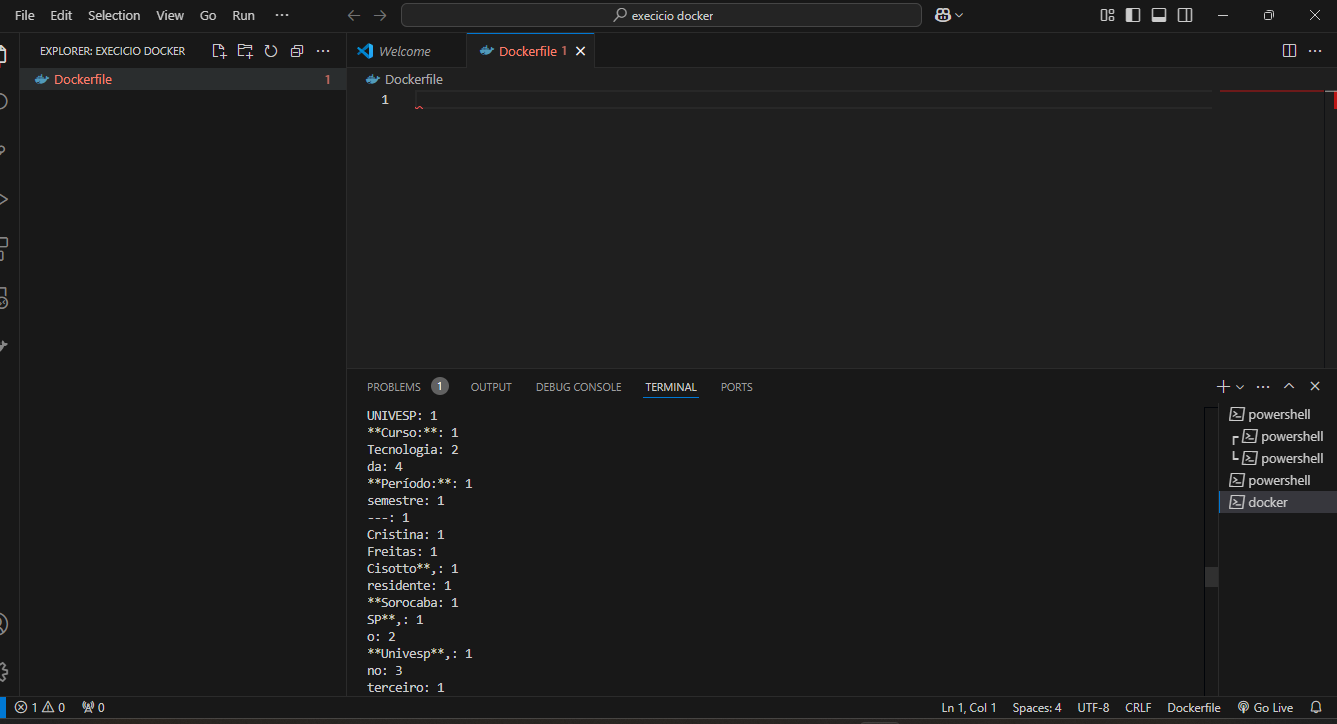 File Edit Selection View Go Run ···
execicio docker
EXPLORER: EXECICIO DOCKER
Dockerfile 1
Welcome
Dockerfile 1
Dockerfile
1
PROBLEMS 1 OUTPUT DEBUG CONSOLE TERMINAL PORTS
UNIVESP: 1
**Curso:**: 1
Tecnologia: 2
da: 4
**Período:**: 1
semestre: 1
---: 1
Cristina: 1
Freitas: 1
Cisotto**,: 1
residente: 1
**Sorocaba: 1
SP**,: 1
o: 2
**Univesp**,: 1
no: 3
terceiro: 1
powershell
powershell
powershell
powershell
docker
1 0 0 Ln 1, Col 1 Spaces: 4 UTF-8 CRLF Dockerfile Go Live